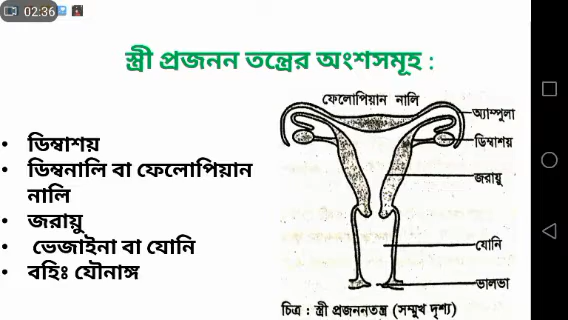 02:36
স্ত্রী প্রজনন তন্ত্রের অংশসমূহ :
• ডিম্বাশয়
• ডিম্বনালি বা ফেলোপিয়ান
নালি
• জরায়ু
• ভেজাইনা বা যোনি
• বহিঃ যৌনাঙ্গ
ফেলোপিয়ান নালি
অ্যাম্পুলা
ডিম্বাশয়
জরায়ু
যোনি
ভালভা
চিত্র : স্ত্রী প্রজননতন্ত্র (সম্মুখ দৃশ্য)